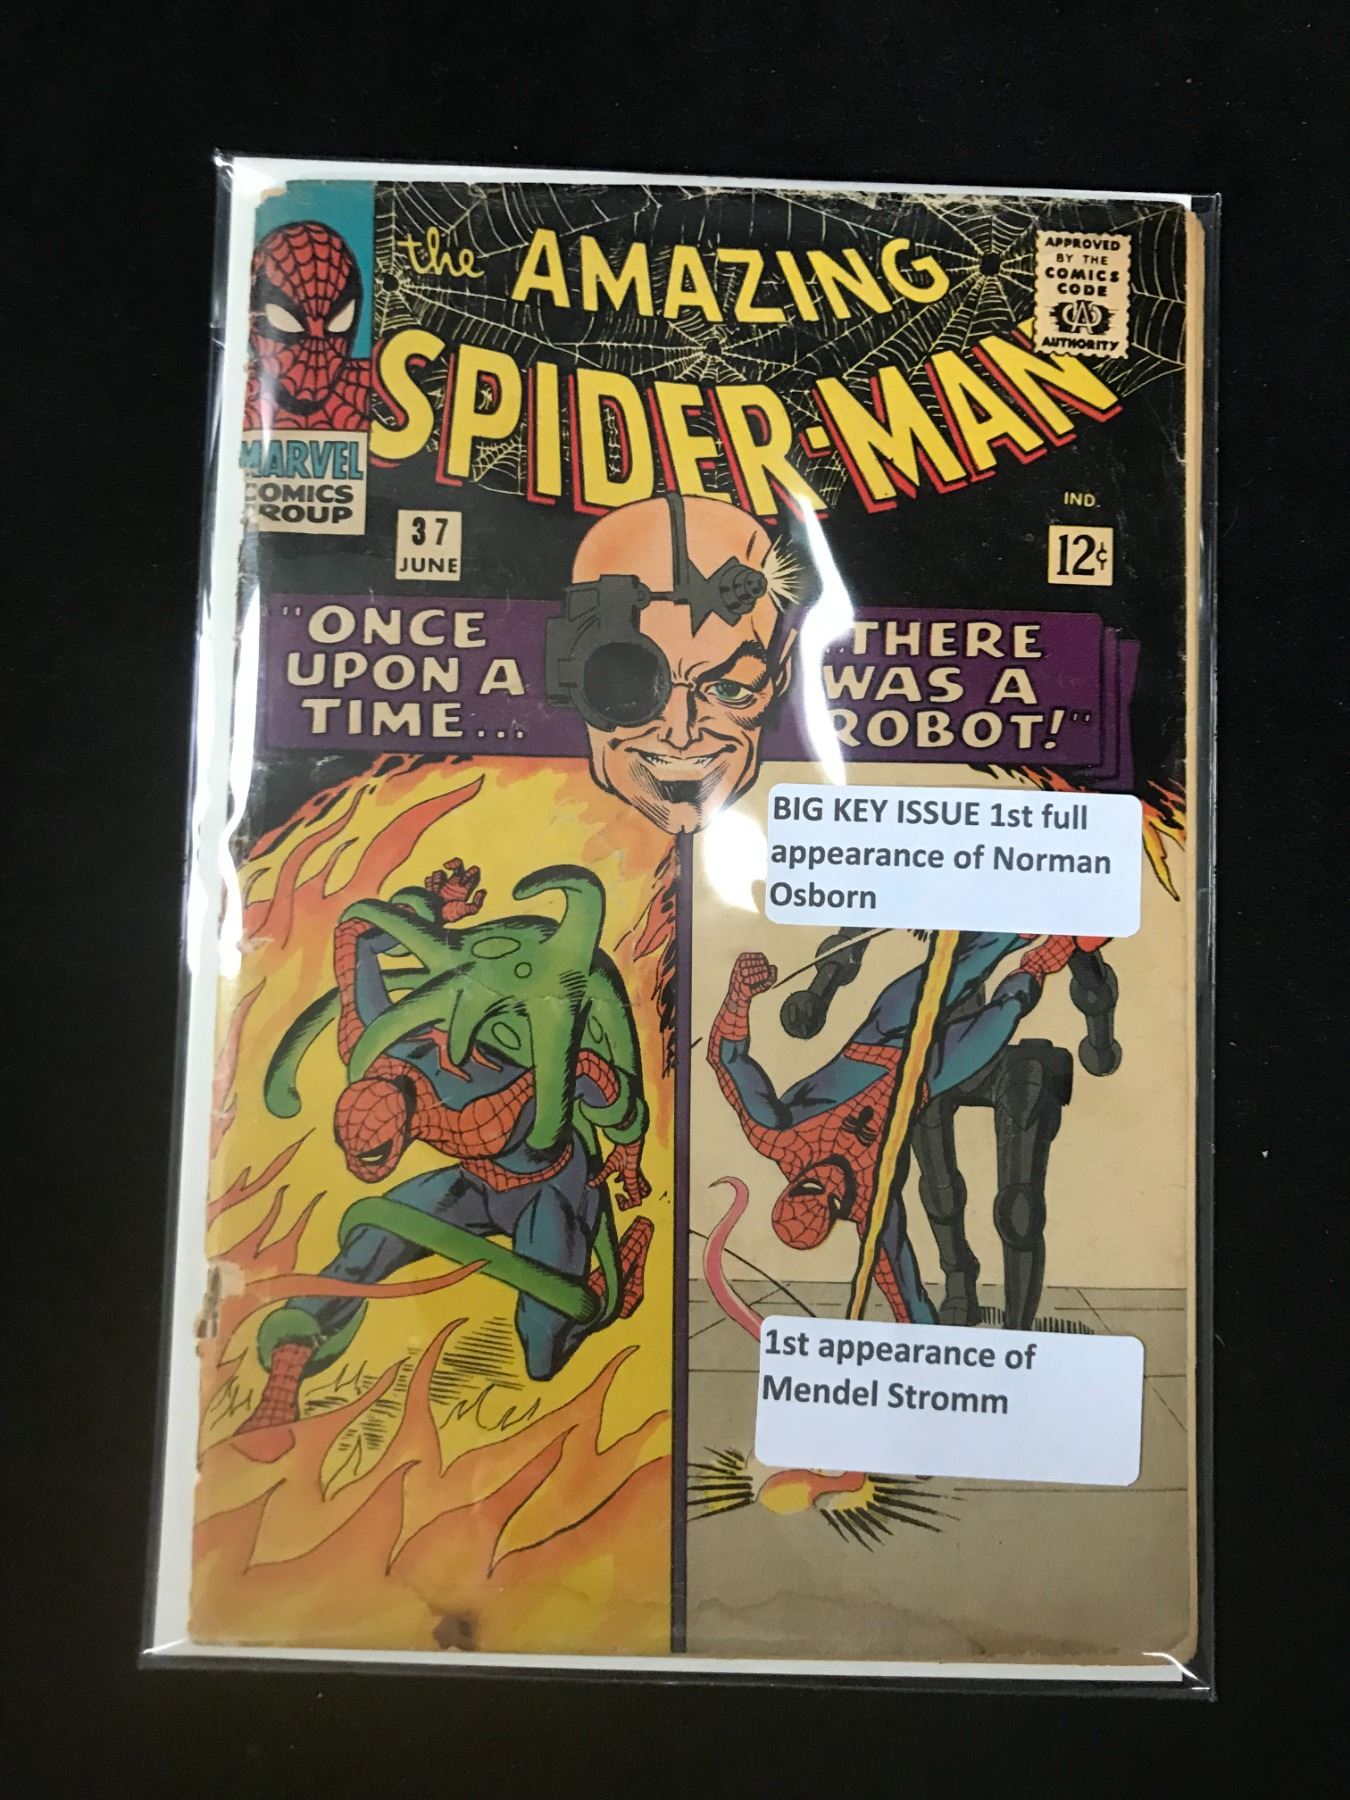 the AMAZING
SPIDER-MAN
APPROVED
BY THE
COMICS
CODE
CA
AUTHORITY
MARVEL
COMICS
GROUP
37
JUNE
IND.
12¢
"ONCE
UPON A
TIME...
"THERE
WAS A
ROBOT!"
BIG KEY ISSUE 1st full
appearance of Norman
Osborn
1st appearance of
Mendel Stromm